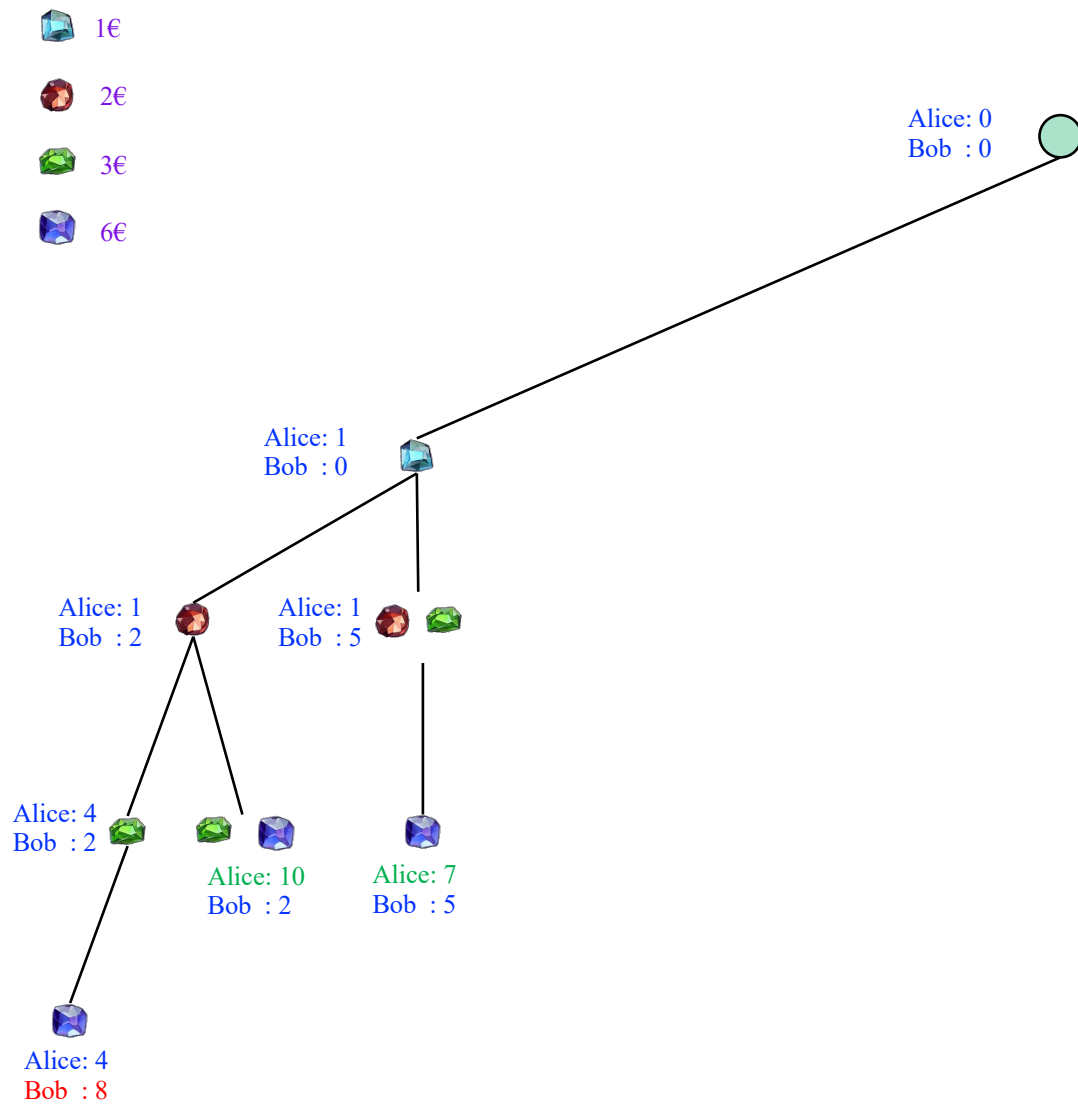 1€
2€
3€
6€
Alice: 0
Bob : 0
Alice: 1
Bob : 0
Alice: 1
Bob : 2
Alice: 1
Bob : 5
Alice: 4
Bob : 2
Alice: 10
Bob : 2
Alice: 7
Bob : 5
Alice: 4
Bob : 8